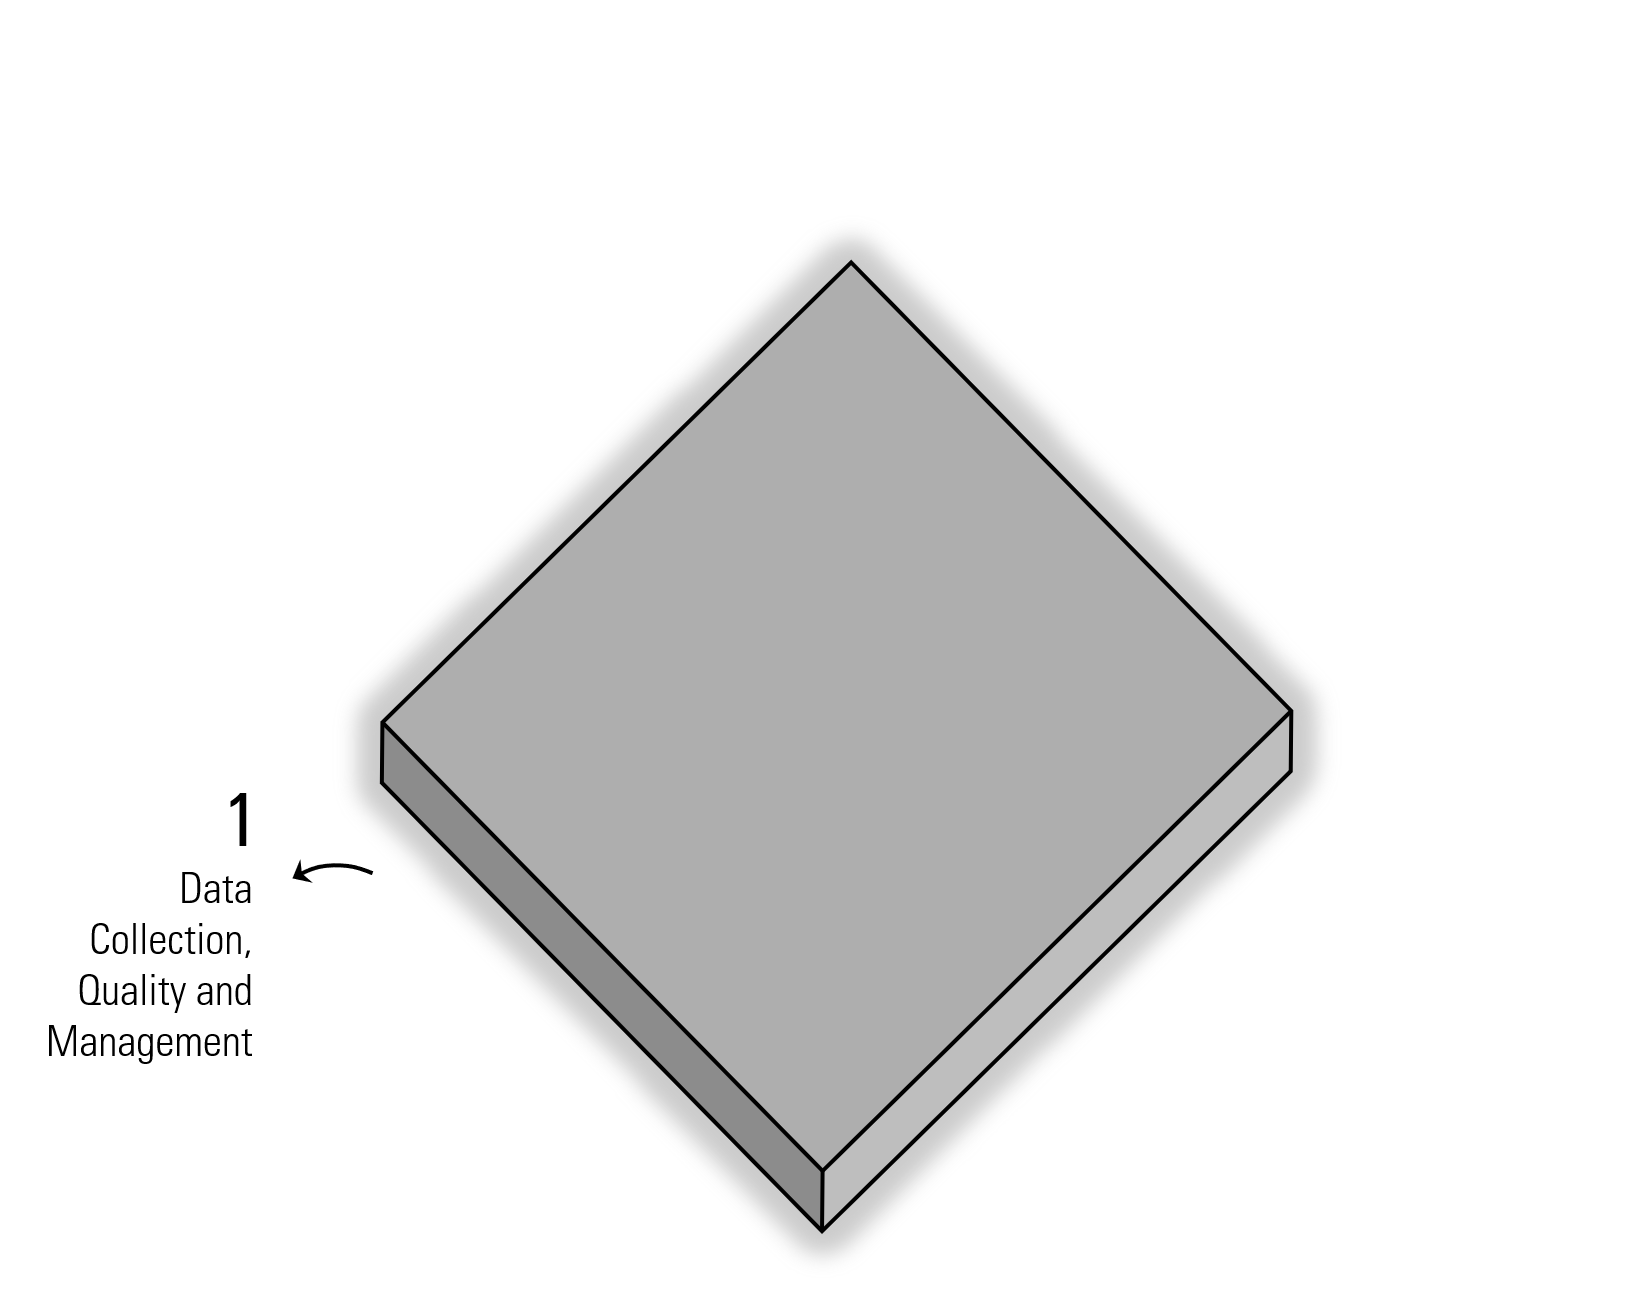 1
Data
Collection,
Quality and
Management